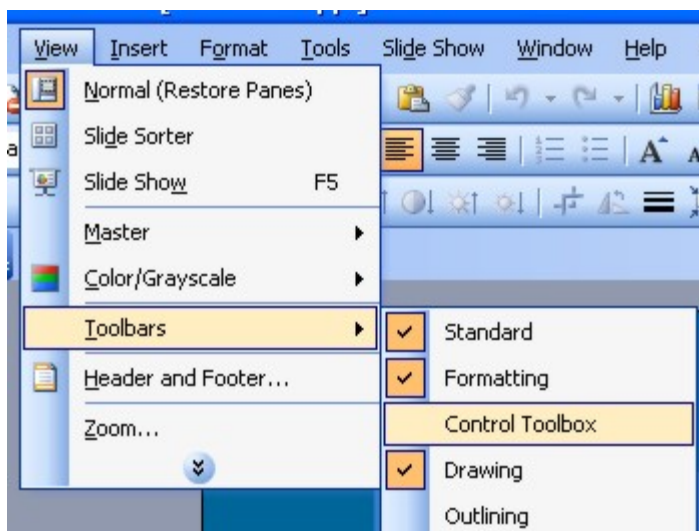 View Insert Format Tools Slide Show Window Help
Normal (Restore Panes)
Slide Sorter
Slide Show F5
Master
Color/Grayscale
Toolbars
Header and Footer...
Zoom...
Standard
Formatting
Control Toolbox
Drawing
Outlining